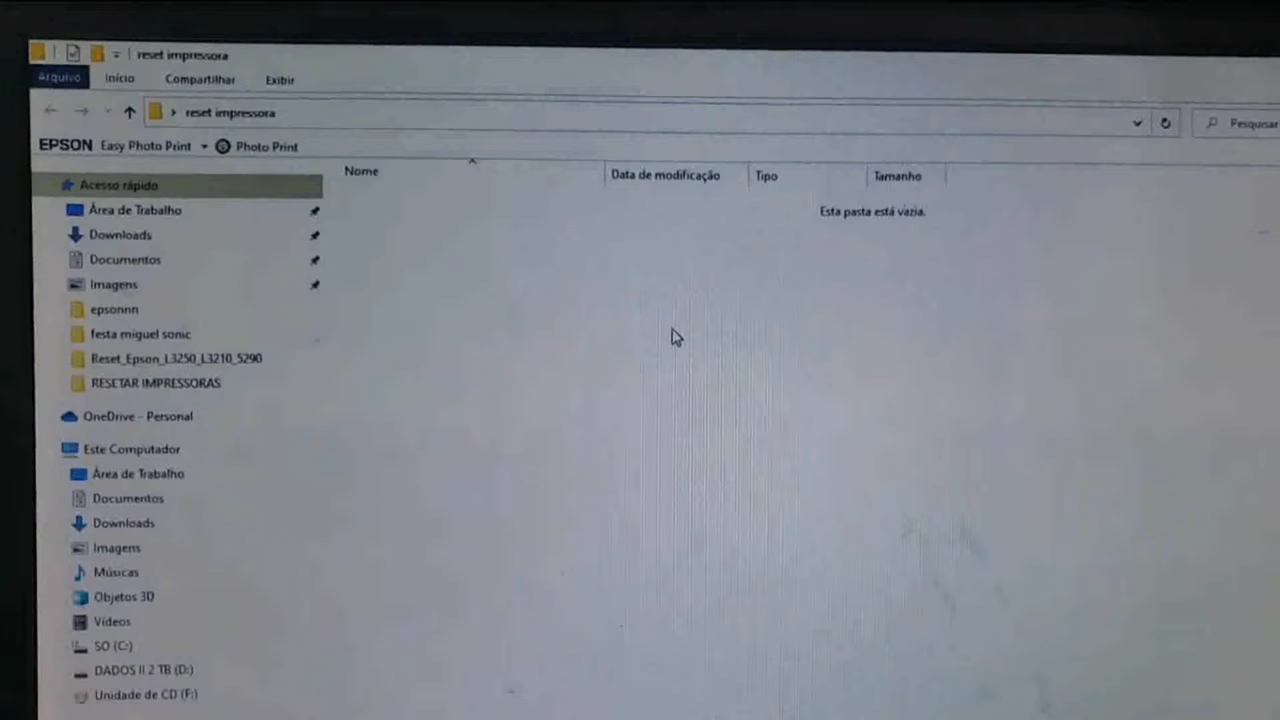 reset impressora
Arquivo Início Compartilhar Exibir
reset impressora Pesquisar
EPSON Easy Photo Print Photo Print
Nome Data de modificação Tipo Tamanho
Esta pasta está vazia.
Acesso rápido
Área de Trabalho
Downloads
Documentos
Imagens
epsonnn
festa miguel sonic
Reset_Epson_L3250_L3210_5290
RESETAR IMPRESSORAS
OneDrive - Personal
Este Computador
Área de Trabalho
Documentos
Downloads
Imagens
Músicas
Objetos 3D
Vídeos
SO (C:)
DADOS II 2 TB (D:)
Unidade de CD (F:)